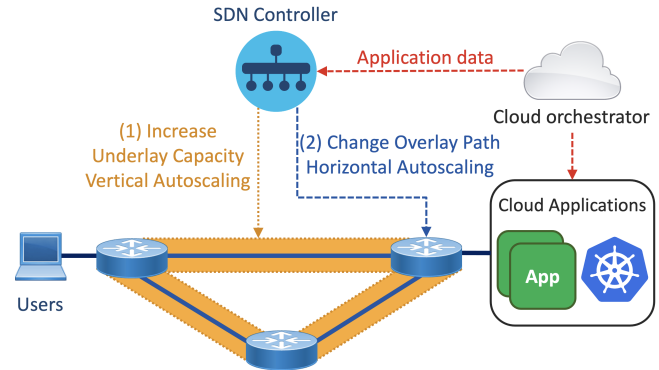 SDN Controller
Application data
Cloud orchestrator
(1) Increase
Underlay Capacity
Vertical Autoscaling
(2) Change Overlay Path
Horizontal Autoscaling
Cloud Applications
App
Users